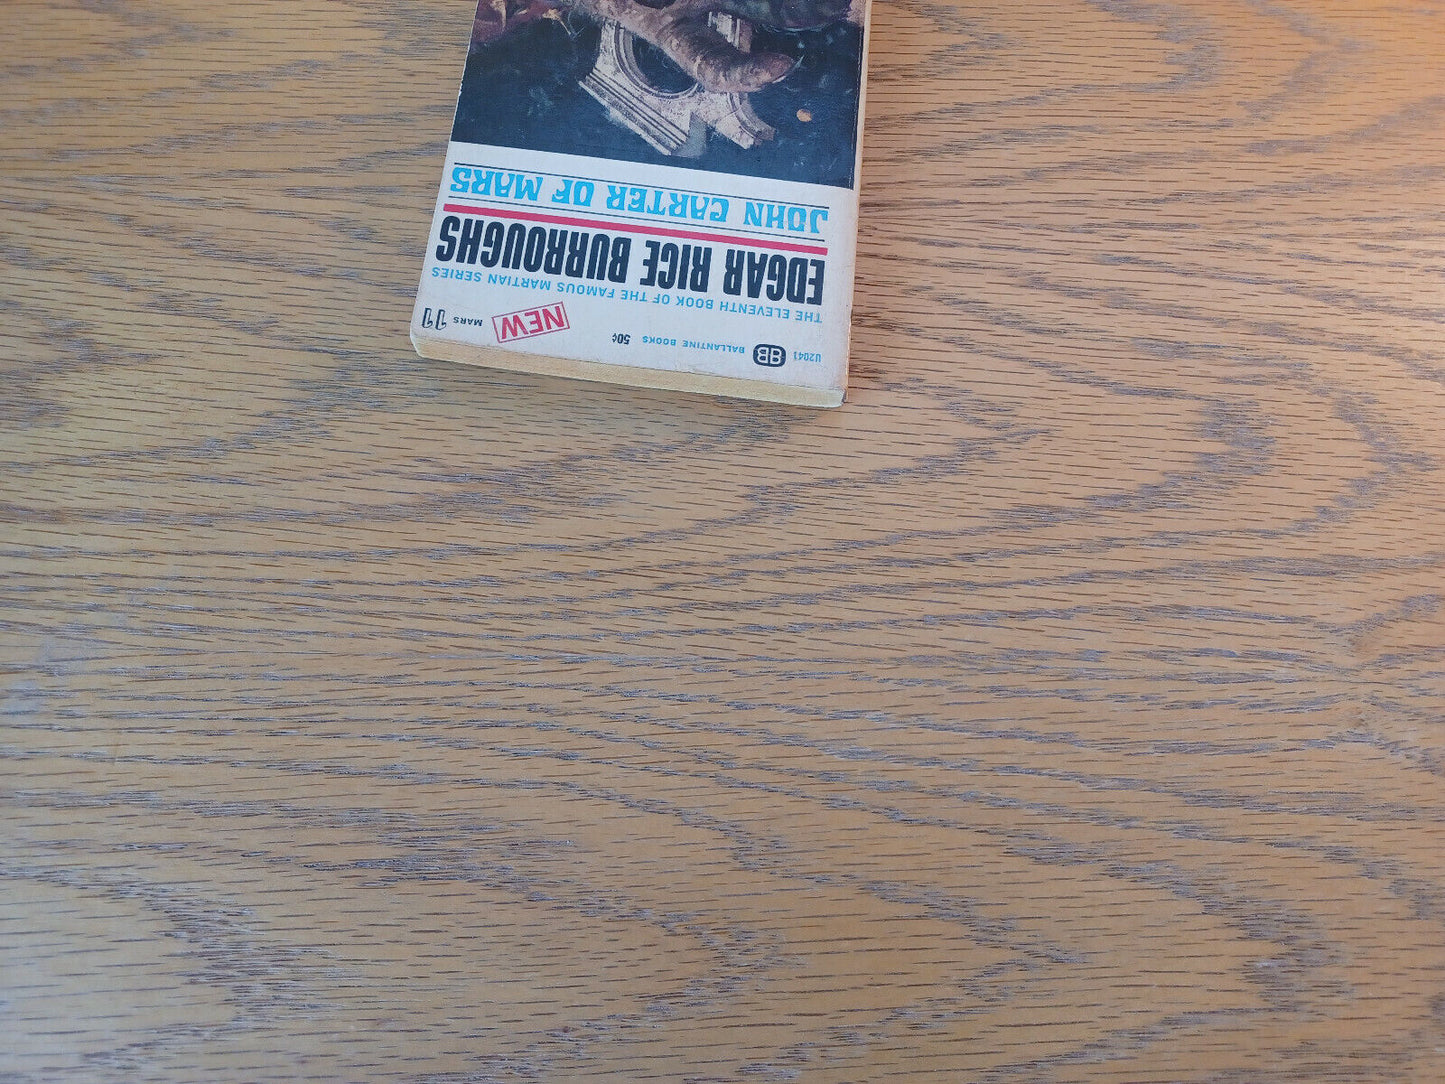 U2041 BB BALLANTINE BOOKS 50¢ NEW MARS 11
THE ELEVENTH BOOK OF THE FAMOUS MARTIAN SERIES
EDGAR RICE BURROUGHS
JOHN CARTER OF MARS